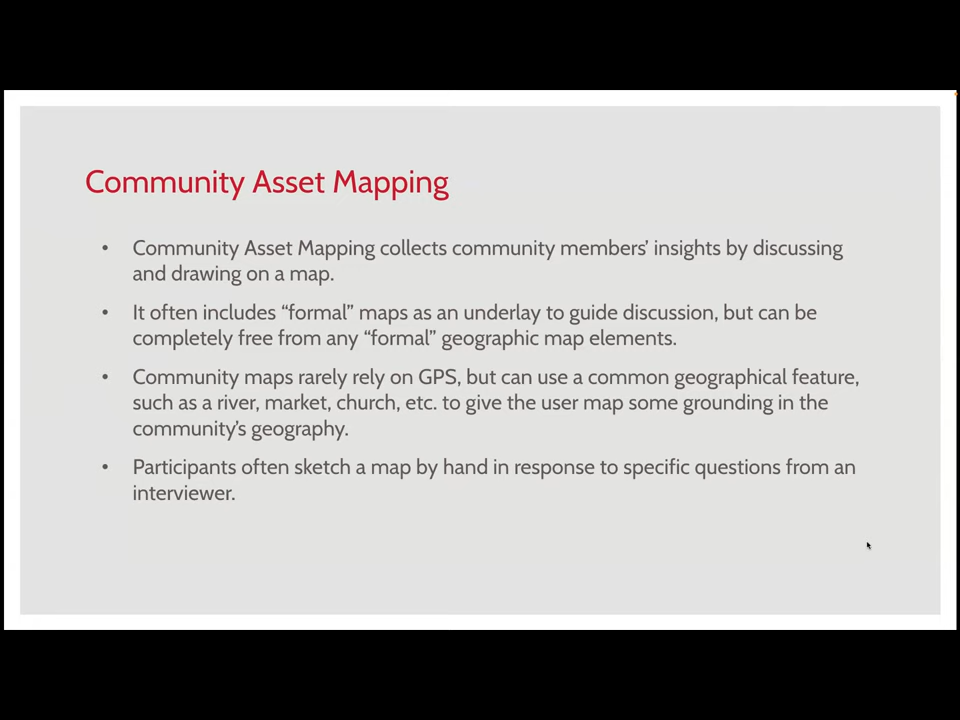 Community Asset Mapping
• Community Asset Mapping collects community members’ insights by discussing
and drawing on a map.
• It often includes “formal” maps as an underlay to guide discussion, but can be
completely free from any “formal” geographic map elements.
• Community maps rarely rely on GPS, but can use a common geographical feature,
such as a river, market, church, etc. to give the user map some grounding in the
community’s geography.
• Participants often sketch a map by hand in response to specific questions from an
interviewer.